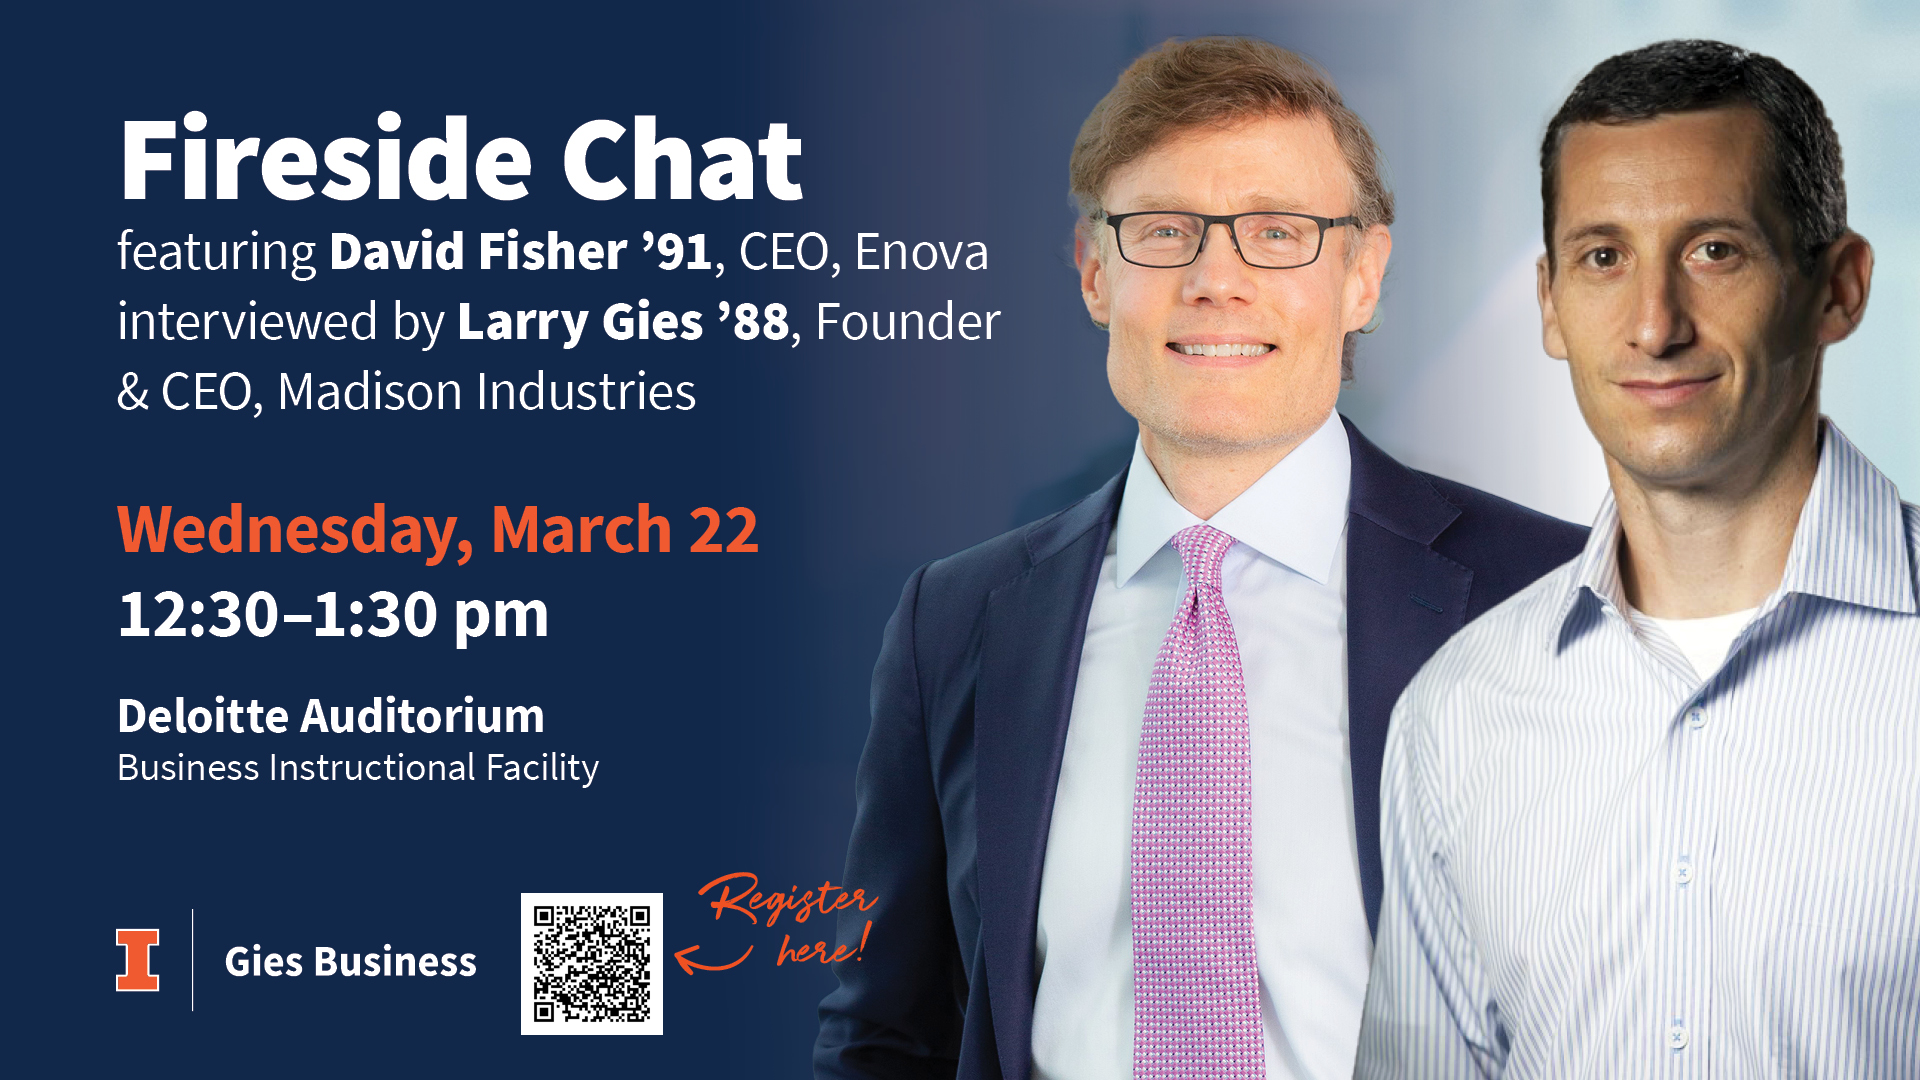 Fireside Chat
featuring David Fisher ’91, CEO, Enova
interviewed by Larry Gies ’88, Founder
& CEO, Madison Industries
Wednesday, March 22
12:30–1:30 pm
Deloitte Auditorium
Business Instructional Facility
I
Gies Business
Register
here!